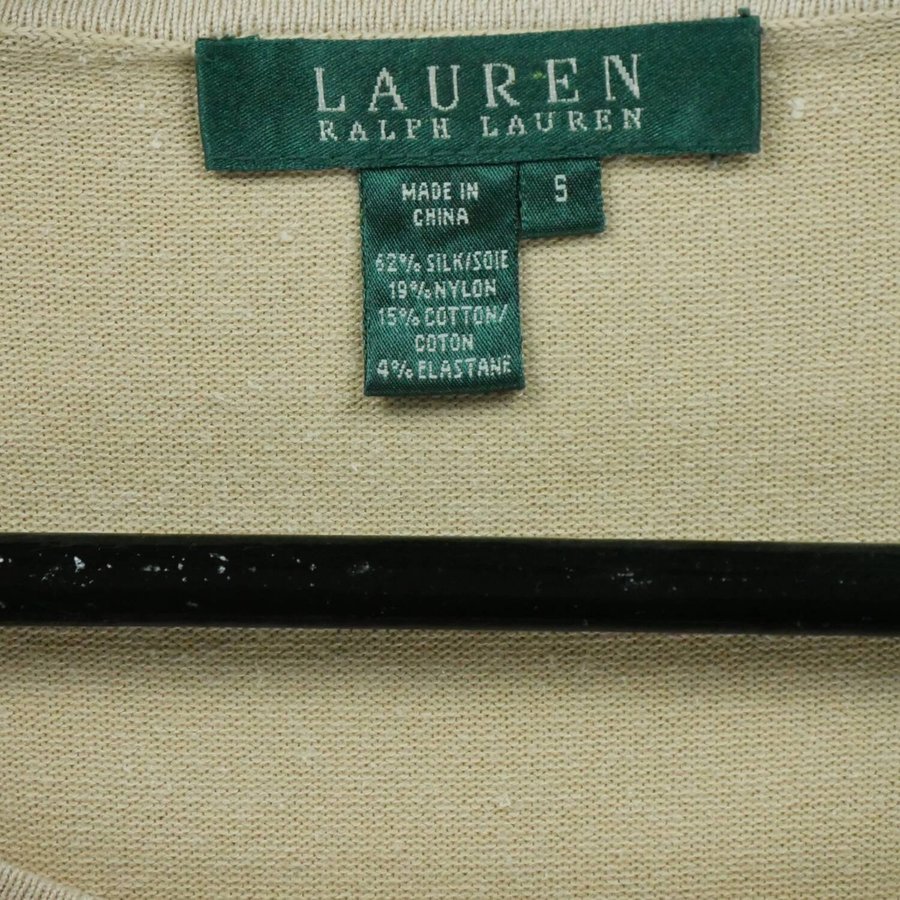 LAUREN
RALPH LAUREN
MADE IN
CHINA
S
62% SILK/SOIE
19% NYLON
15% COTTON/
COTON
4% ELASTANE